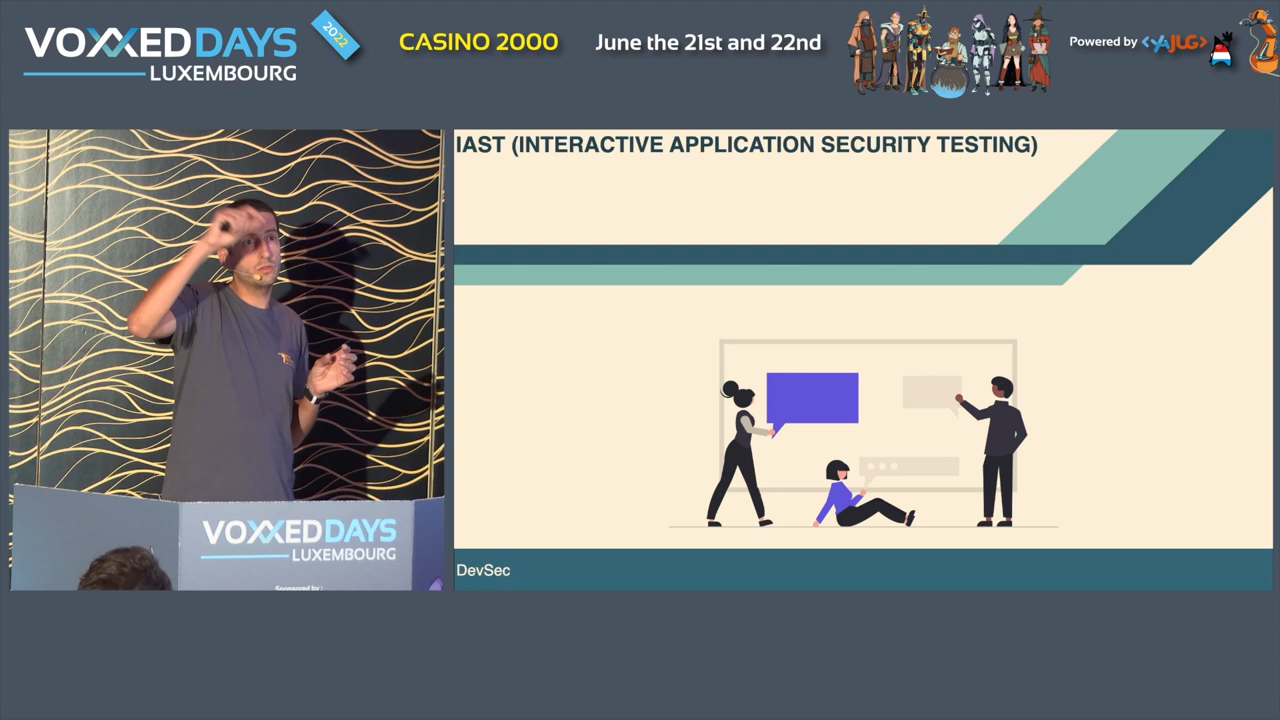 VOXXEDDAYS
LUXEMBOURG
2022
CASINO 2000
June the 21st and 22nd
Powered by <YAJUG>
IAST (INTERACTIVE APPLICATION SECURITY TESTING)
VOXXEDDAYS
LUXEMBOURG
Sponsored by :
DevSec